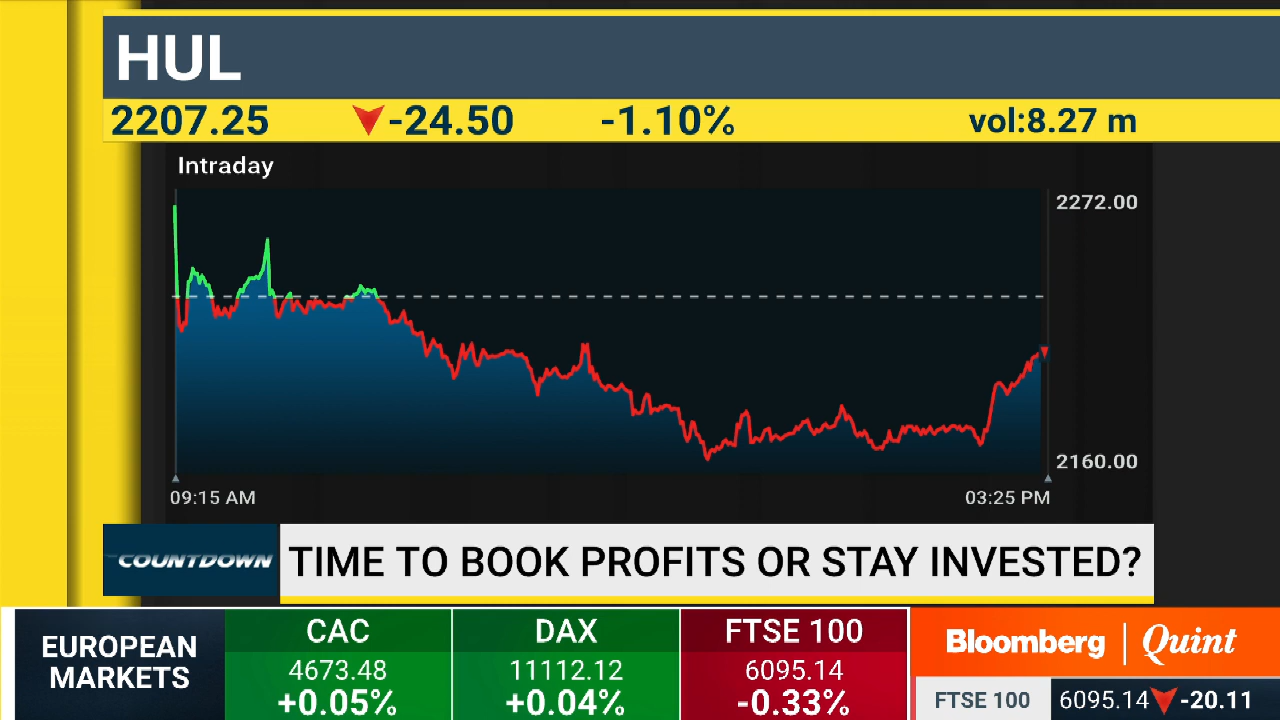 HUL
2207.25 -24.50 -1.10% vol:8.27 m
Intraday
2272.00
2160.00
09:15 AM 03:25 PM
COUNTDOWN TIME TO BOOK PROFITS OR STAY INVESTED?
EUROPEAN
MARKETS
CAC
4673.48
+0.05%
DAX
11112.12
+0.04%
FTSE 100
6095.14
-0.33%
Bloomberg | Quint
FTSE 100 6095.14 -20.11